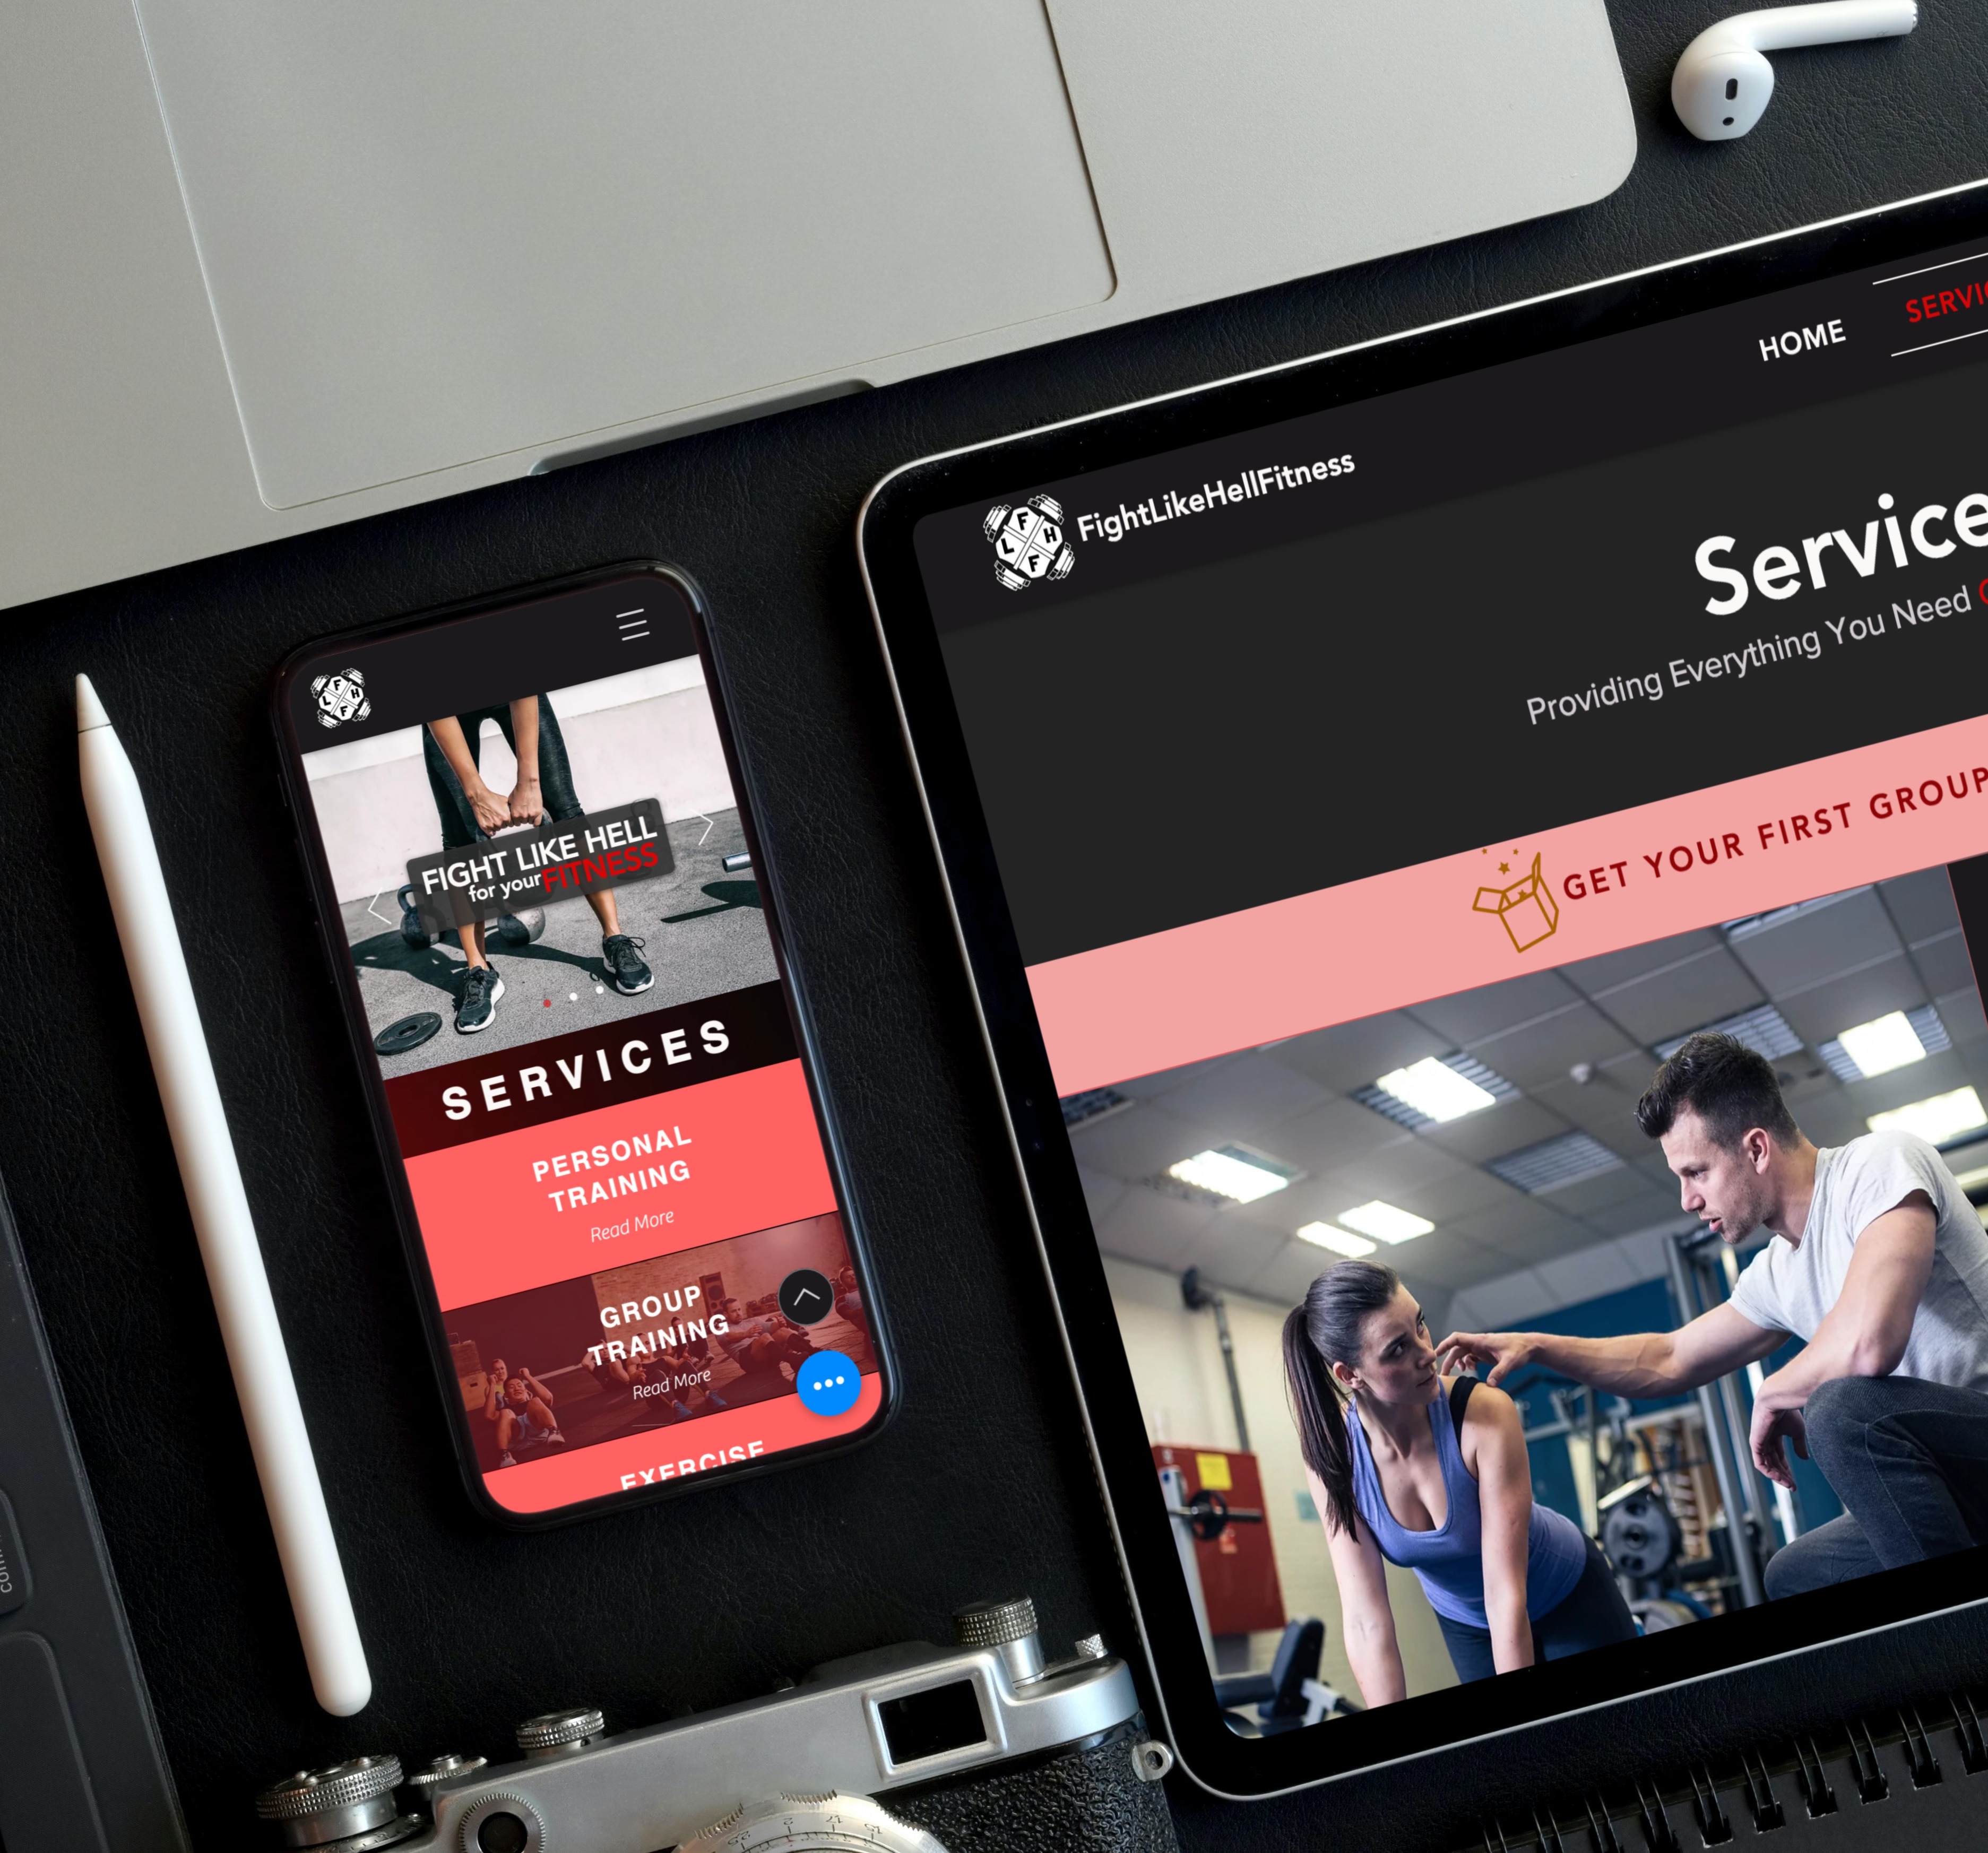 HOME
SERVIC
F
L H
F
FightLikeHellFitness
Service
Providing Everything You Need
GET YOUR FIRST GROUP
F
L H
F
FIGHT LIKE HELL
for your FITNESS
SERVICES
PERSONAL
TRAINING
Read More
GROUP
TRAINING
Read More
EXERCISE